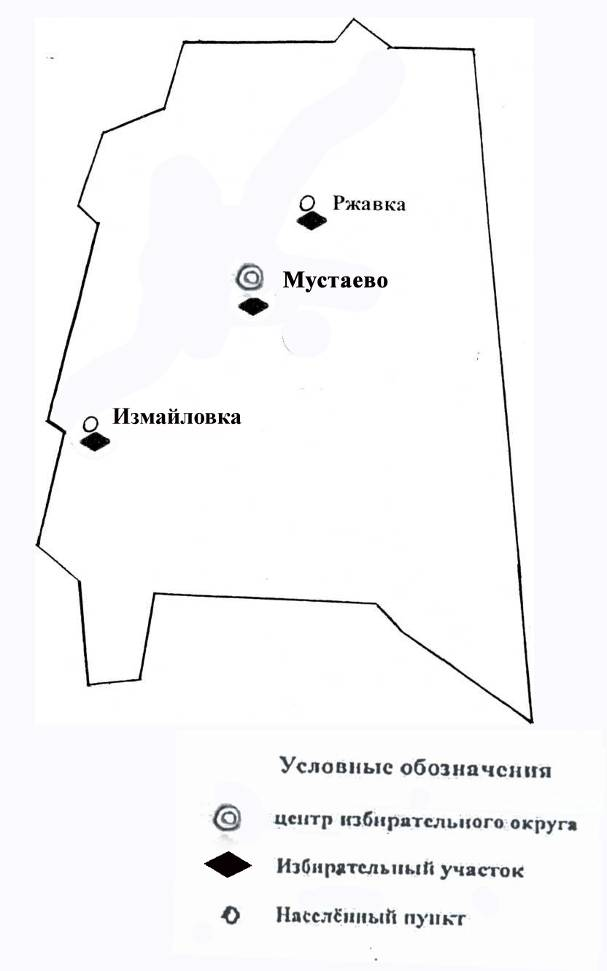 Ржавка
Мустаево
Измайловка
Условные обозначения
центр избирательного округа
Избирательный участок
Населённый пункт